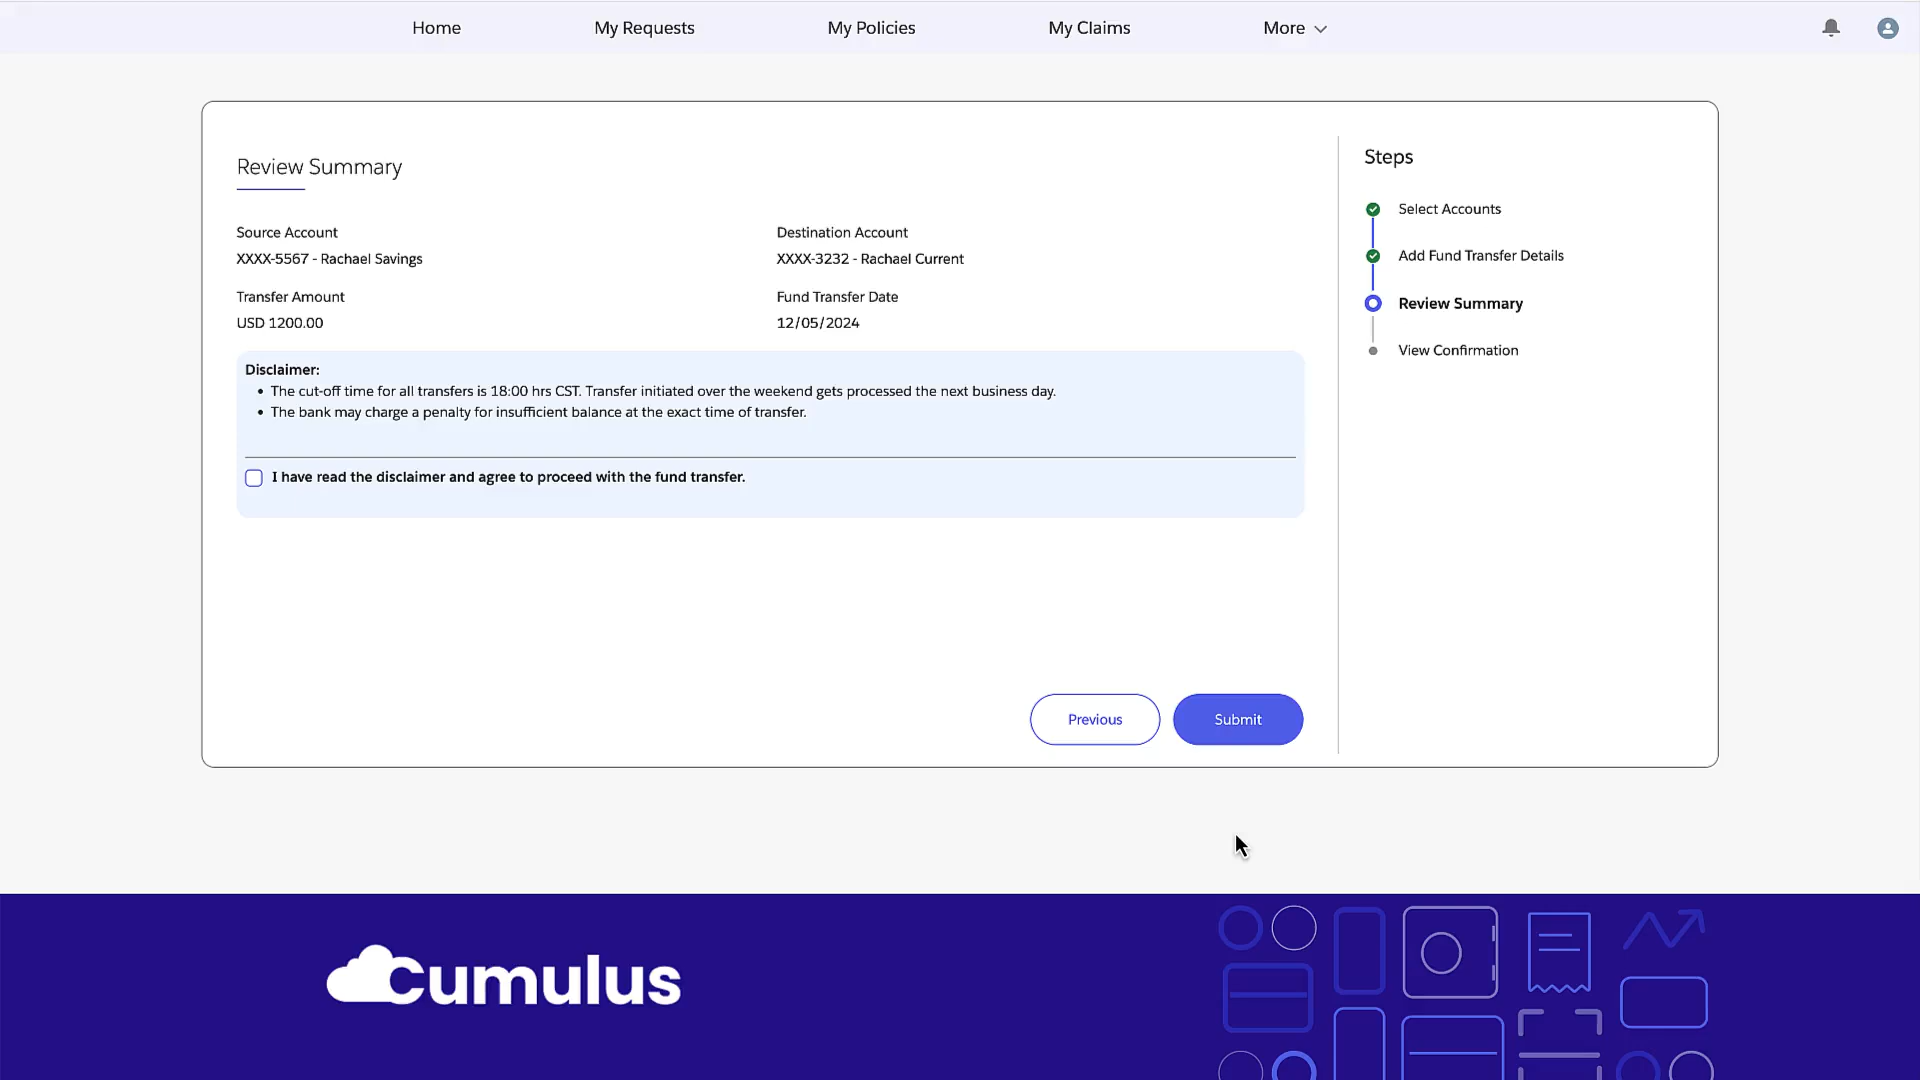 Home
My Requests
My Policies
My Claims
More
Review Summary
Source Account
XXXX-5567 - Rachael Savings
Destination Account
XXXX-3232 - Rachael Current
Transfer Amount
USD 1200.00
Fund Transfer Date
12/05/2024
Disclaimer:
• The cut-off time for all transfers is 18:00 hrs CST. Transfer initiated over the weekend gets processed the next business day.
• The bank may charge a penalty for insufficient balance at the exact time of transfer.
I have read the disclaimer and agree to proceed with the fund transfer.
Previous
Submit
Steps
Select Accounts
Add Fund Transfer Details
Review Summary
View Confirmation
Cumulus